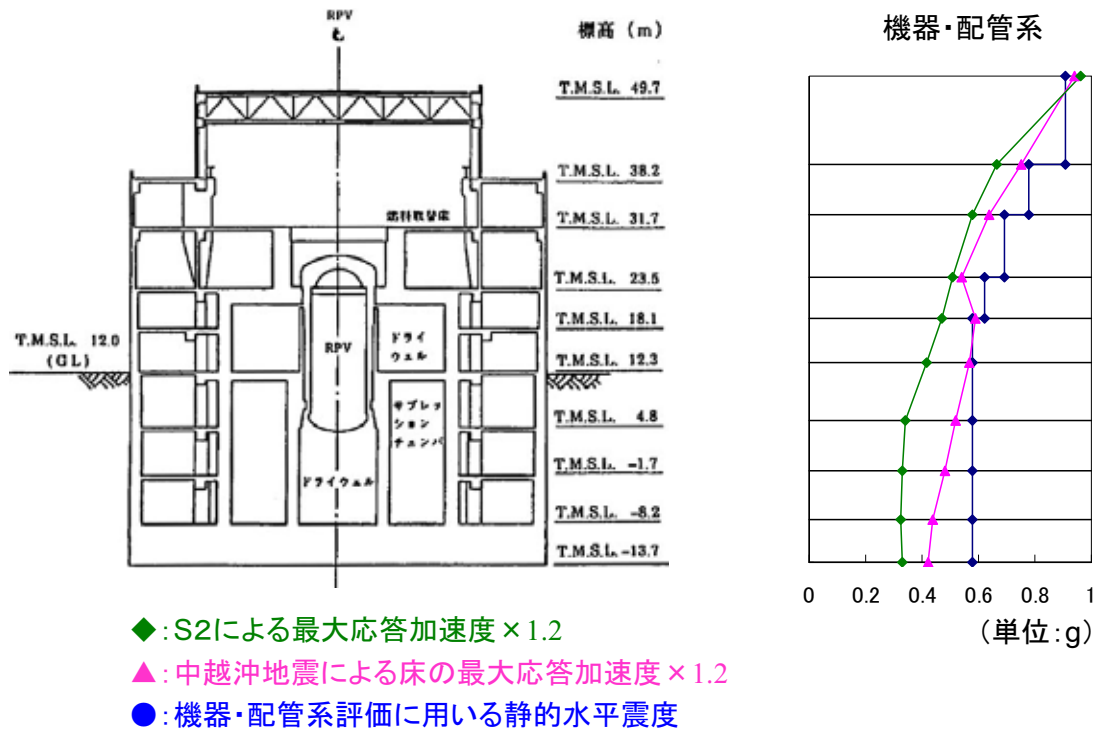 RPV
℄
標高 (m)
T.M.S.L. 49.7
T.M.S.L. 38.2
燃料取替床
T.M.S.L. 31.7
T.M.S.L. 23.5
T.M.S.L. 18.1
T.M.S.L. 12.0
(GL)
RPV
ドライ
ウェル
T.M.S.L. 12.3
サプレッ
ション
チェンバ
T.M.S.L. 4.8
T.M.S.L. -1.7
ドライウェル
T.M.S.L. -8.2
T.M.S.L. -13.7
機器・配管系
0 0.2 0.4 0.6 0.8 1
(単位:g)
◆:S2による最大応答加速度×1.2
▲:中越沖地震による床の最大応答加速度×1.2
●:機器・配管系評価に用いる静的水平震度